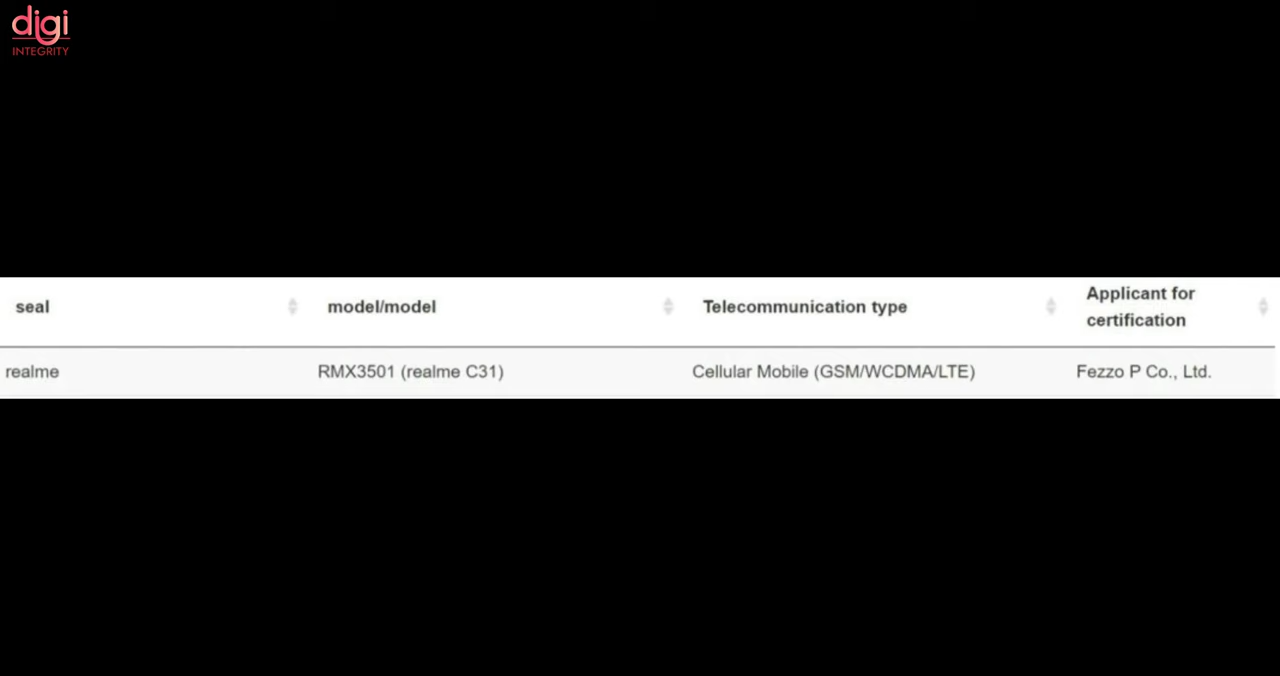 digi
INTEGRITY
seal model/model Telecommunication type Applicant for certification
realme RMX3501 (realme C31) Cellular Mobile (GSM/WCDMA/LTE) Fezzo P Co., Ltd.